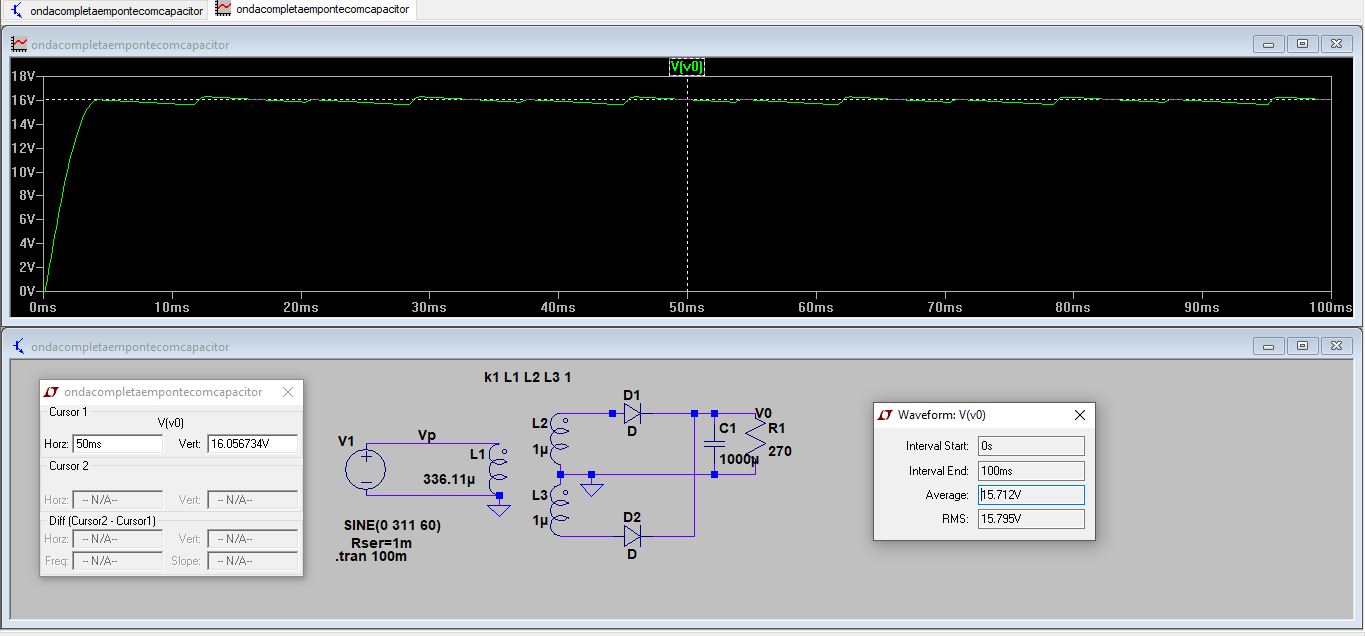 ondacompletaempontecomcapacitor
ondacompletaempontecomcapacitor
ondacompletaempontecomcapacitor
V(v0)
18V
16V
14V
12V
10V
8V
6V
4V
2V
0V
0ms 10ms 20ms 30ms 40ms 50ms 60ms 70ms 80ms 90ms 100ms
ondacompletaempontecomcapacitor
ondacompletaempontecomcapacitor
Cursor 1
V(v0)
Horz: 50ms Vert: 16.056734V
Cursor 2
Horz: -- N/A-- Vert: -- N/A--
Diff (Cursor2 - Cursor1)
Horz: -- N/A-- Vert: -- N/A--
Freq: -- N/A-- Slope: -- N/A--
k1 L1 L2 L3 1
V1
Vp
L1
336.11µ
SINE(0 311 60)
Rser=1m
.tran 100m
L2
1µ
L3
1µ
D1
D
D2
D
C1
1000µ
V0
R1
270
Waveform: V(v0)
Interval Start: 0s
Interval End: 100ms
Average: 15.712V
RMS: 15.795V